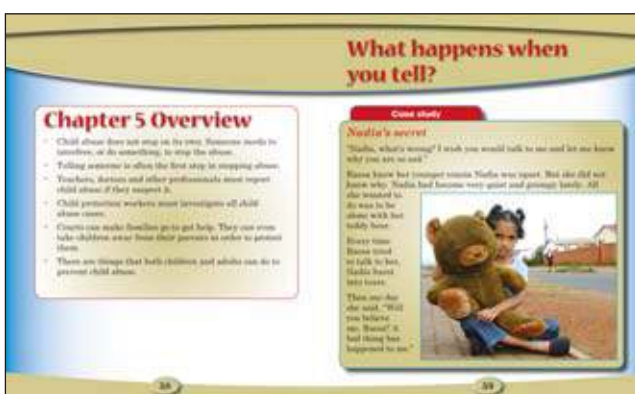 What happens when
you tell?
Chapter 5 Overview
Child abuse does not stop on its own. Someone needs to
intervene, or do something, to stop the abuse.
Telling someone is often the first step in stopping abuse.
Teachers, doctors and other professionals must report
child abuse if they suspect it.
Child protection workers must investigate all child
abuse cases.
Courts can make families go to get help. They can even
take children away from their parents in order to protect
them.
There are things that both children and adults can do to
prevent child abuse.
Case study
Nadia's secret
"Nadia, what's wrong? I wish you would talk to me and let me know
why you are so sad."
knew her younger cousin Nadia was upset. But she did not
know why. Nadia had become very quiet and grumpy lately. All
she wanted to
do was to be
alone with her
teddy bear.
Every time
tried
to talk to her,
Nadia burst
into tears.
Then one day
she said, "Will
you believe
me, A
bad thing has
happened to me."
58
59